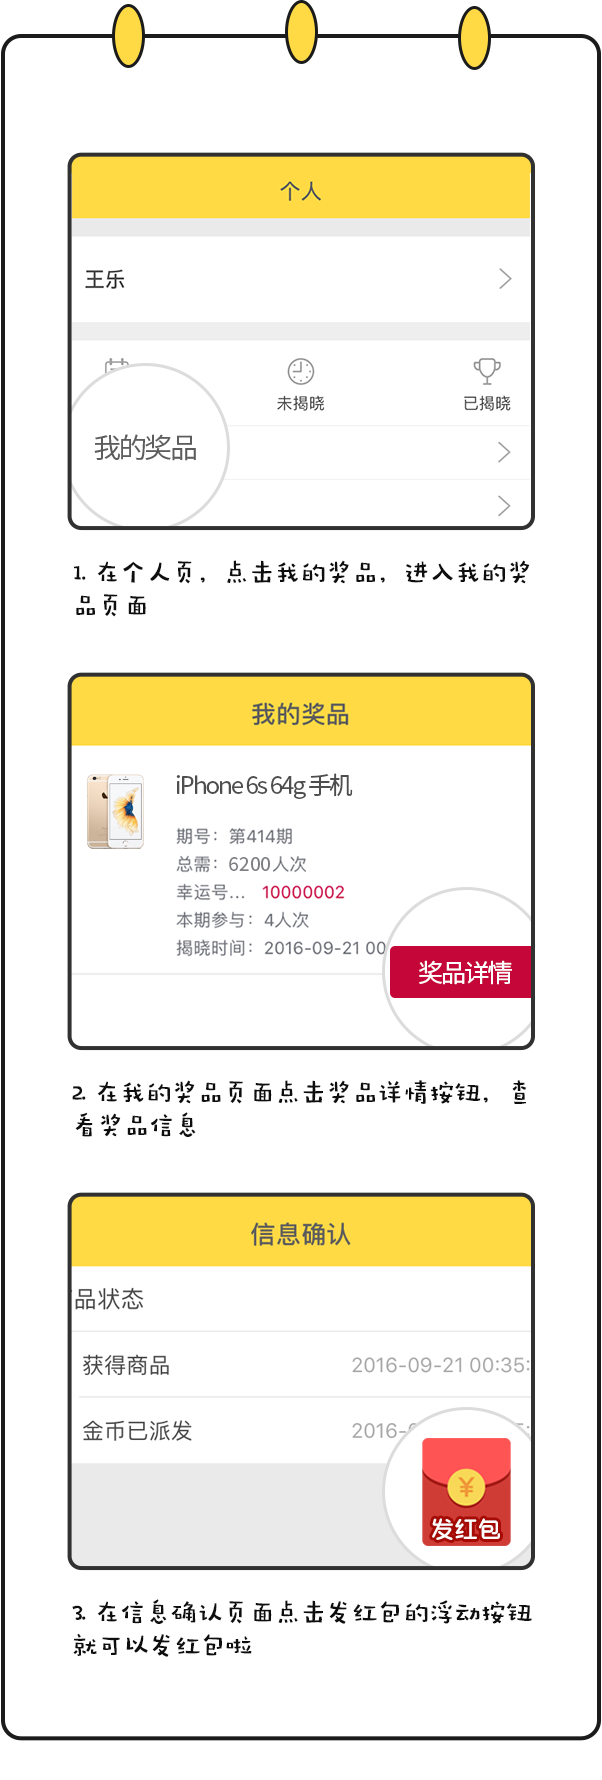 个人
王乐
未揭晓
已揭晓
我的奖品
1. 在个人页，点击我的奖品，进入我的奖
品页面
我的奖品
iPhone 6s 64g 手机
期号：第414期
总需：6200人次
幸运号... 10000002
本期参与：4人次
揭晓时间：2016-09-21 00
奖品详情
2. 在我的奖品页面点击奖品详情按钮，查
看奖品信息
信息确认
品状态
获得商品 2016-09-21 00:35:
金币已派发 2016-
发红包
3. 在信息确认页面点击发红包的浮动按钮
就可以发红包啦